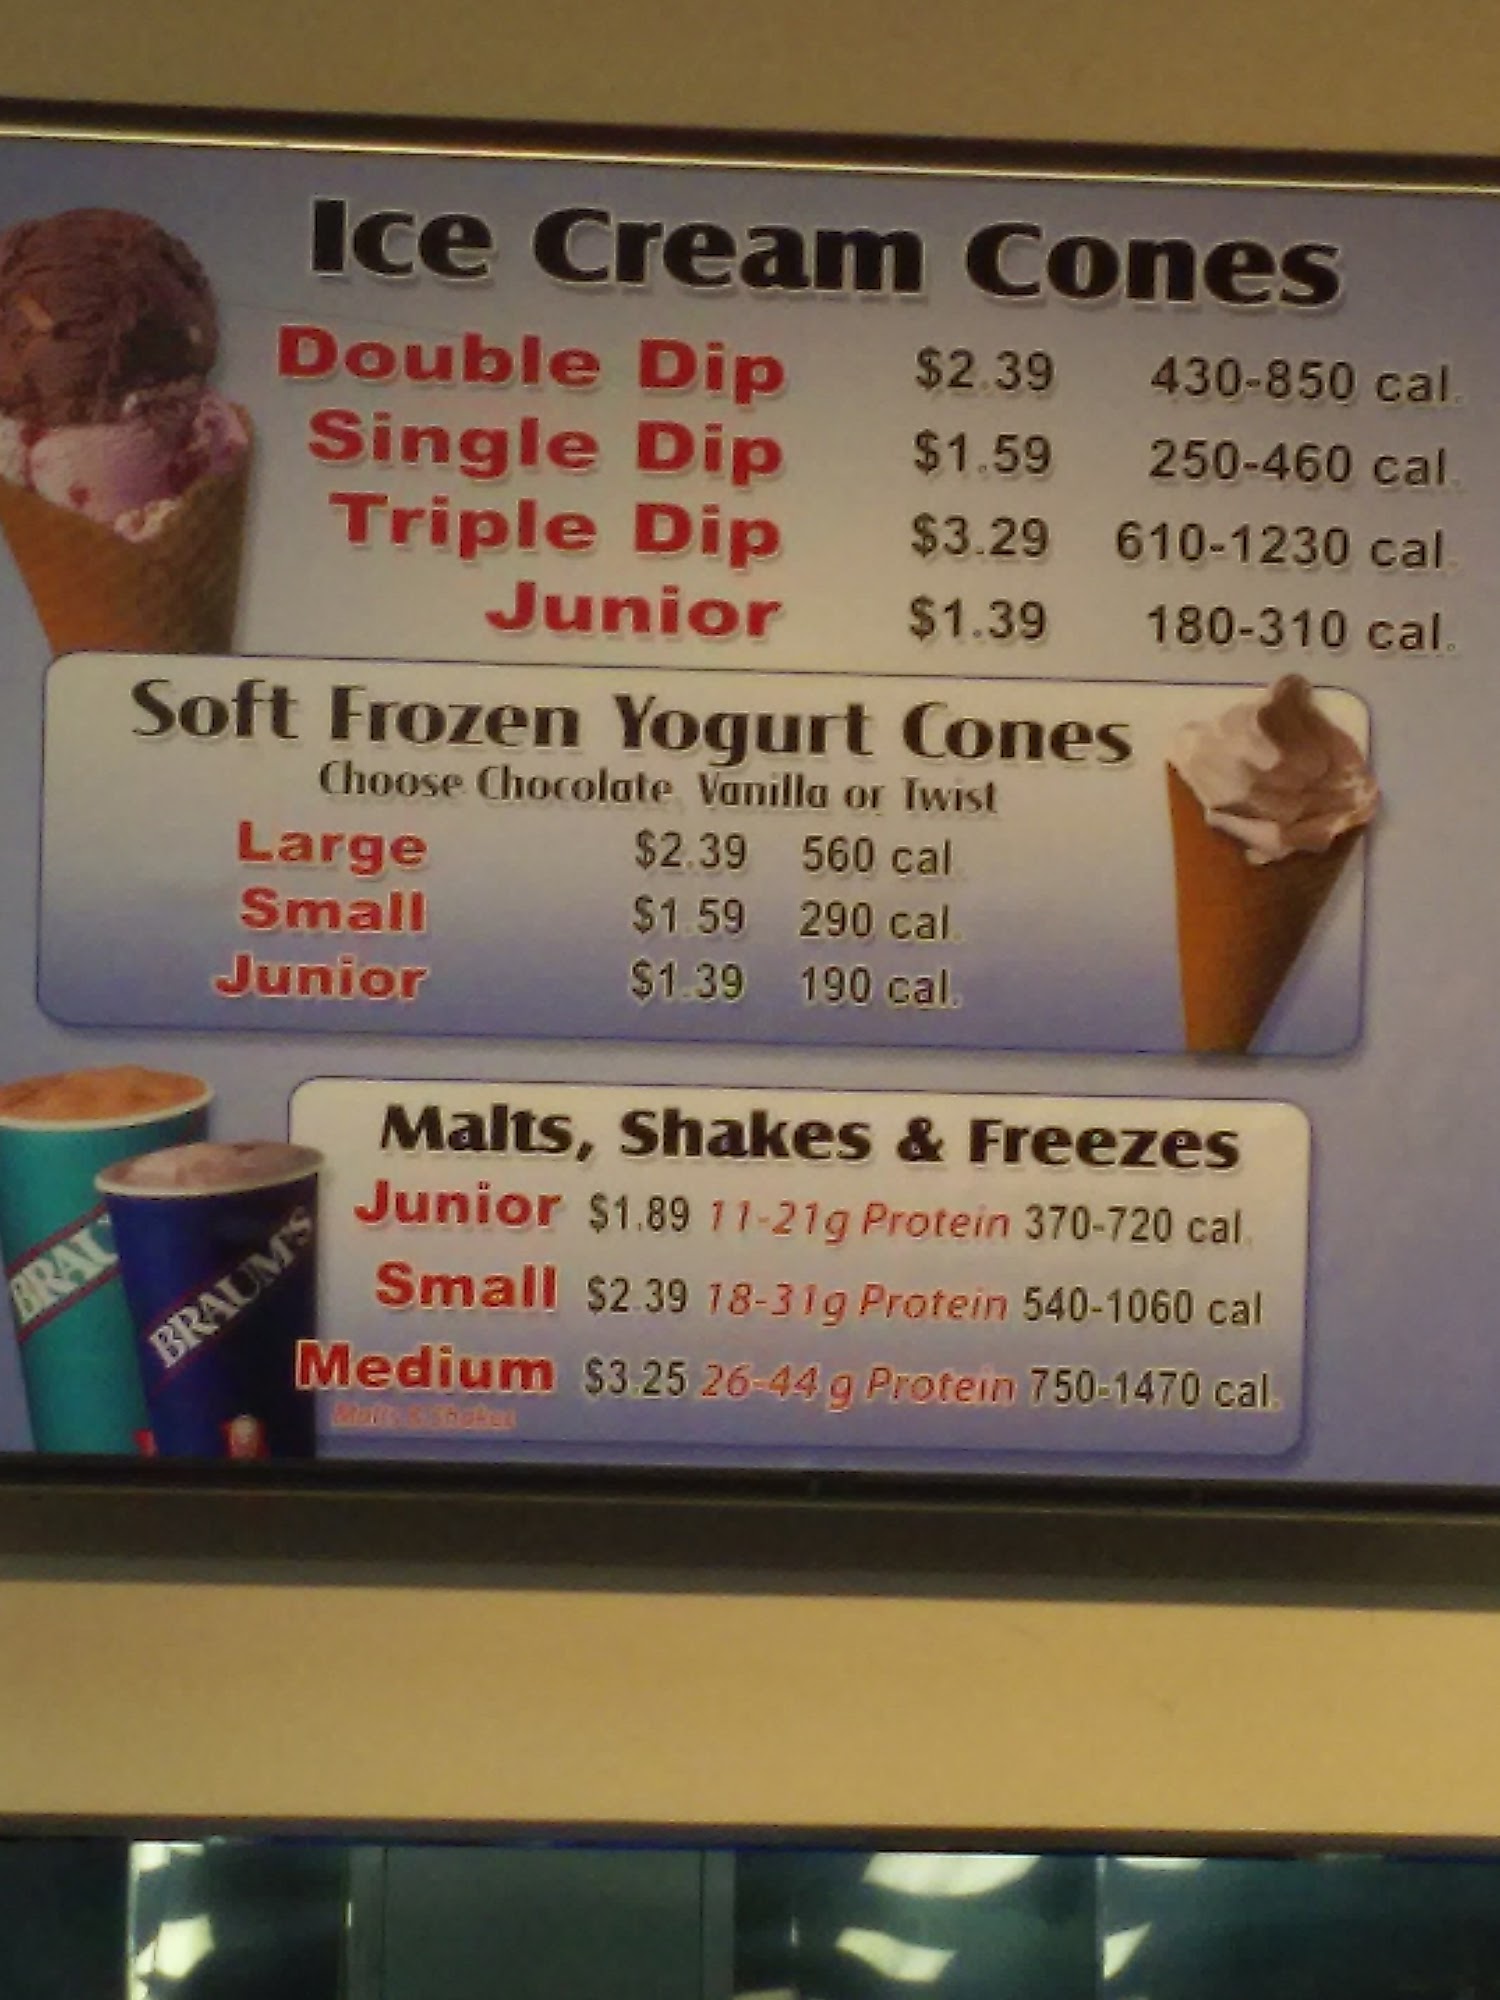 Ice Cream Cones
Double Dip $2.39 430-850 cal.
Single Dip $1.59 250-460 cal.
Triple Dip $3.29 610-1230 cal.
Junior $1.39 180-310 cal.
Soft Frozen Yogurt Cones
Choose Chocolate, Vanilla or Twist
Large $2.39 560 cal.
Small $1.59 290 cal.
Junior $1.39 190 cal.
Malts, Shakes & Freezes
Junior $1.89 11-21g Protein 370-720 cal.
Small $2.39 18-31g Protein 540-1060 cal
Medium $3.25 26-44 g Protein 750-1470 cal.
Malts & Shakes
BRAU
BRAUM'S